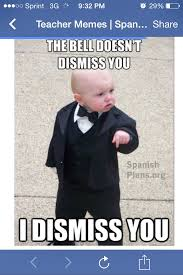 Sprint 3G 9:32 PM 29%
Teacher Memes | Span... Share
THE BELL DOESN'T
DISMISS YOU
Spanish
Plans.org
I DISMISS YOU